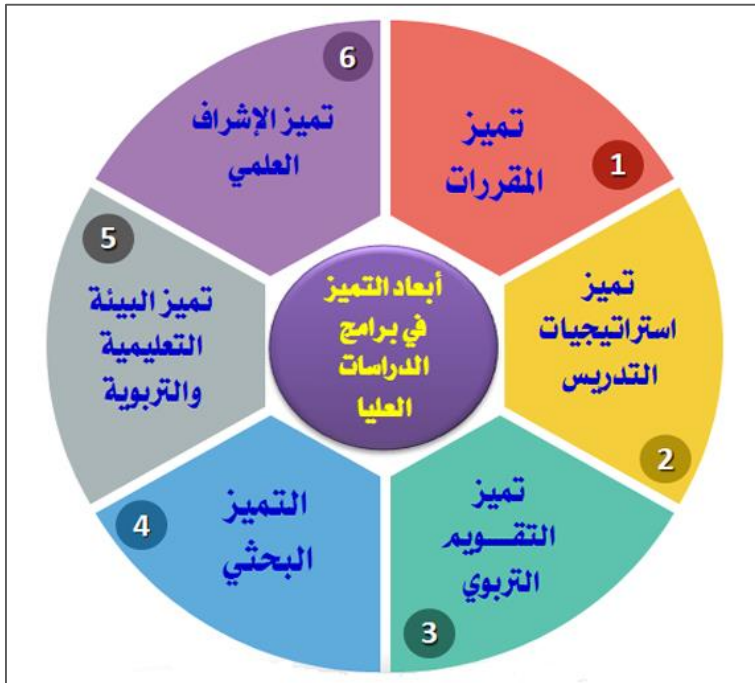 أبعاد التميز
في برامج
الدراسات
العليا
1
تميز
المقررات
2
تميز
استراتيجيات
التدريس
3
تميز
التقـــويم
التربوي
4
التميز
البحثي
5
تميز البيئة
التعليمية
والتربوية
6
تميز الإشراف
العلمي